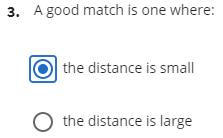 3. A good match is one where:
the distance is small
the distance is large